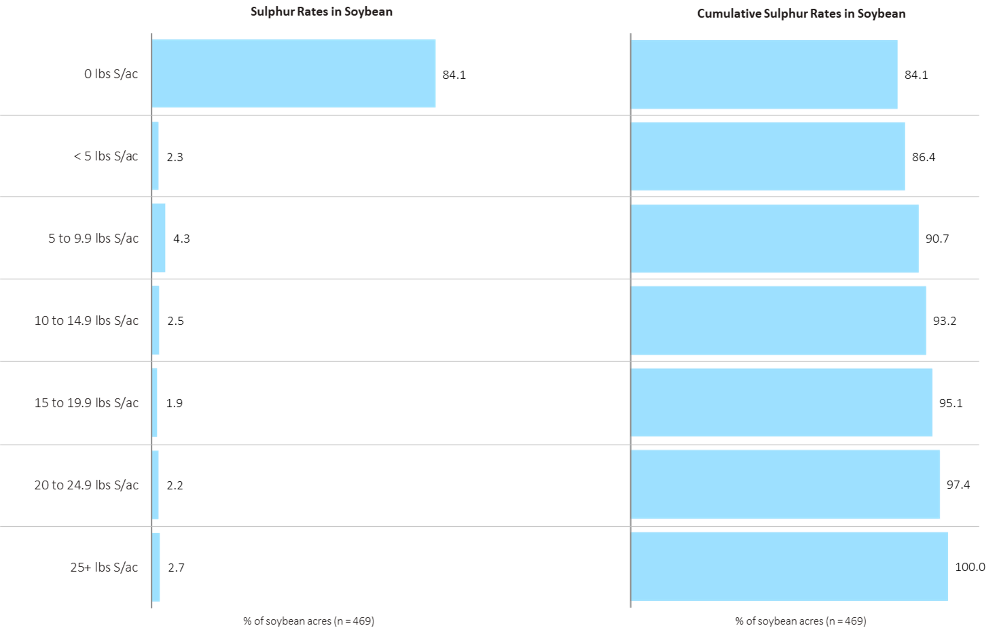 Sulphur Rates in Soybean
Cumulative Sulphur Rates in Soybean
0 lbs S/ac
84.1
84.1
< 5 lbs S/ac
2.3
86.4
5 to 9.9 lbs S/ac
4.3
90.7
10 to 14.9 lbs S/ac
2.5
93.2
15 to 19.9 lbs S/ac
1.9
95.1
20 to 24.9 lbs S/ac
2.2
97.4
25+ lbs S/ac
2.7
100.0
% of soybean acres (n = 469)
% of soybean acres (n = 469)